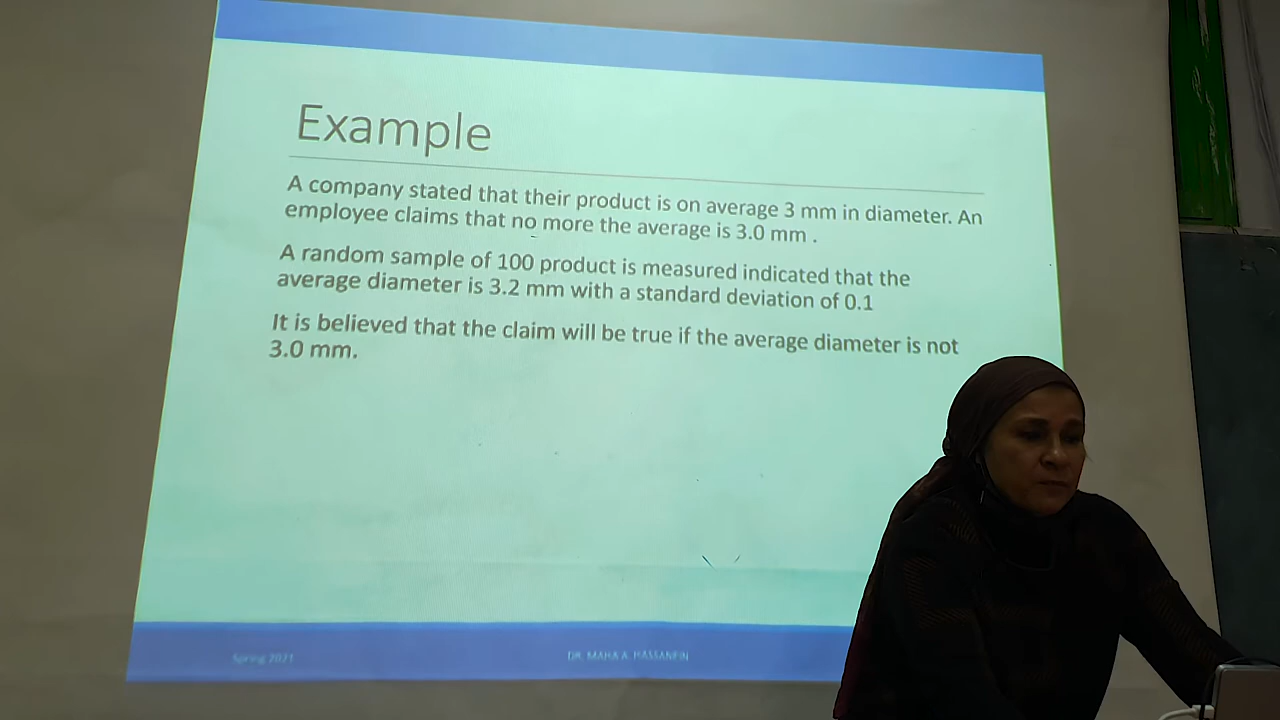 Example
A company stated that their product is on average 3 mm in diameter. An
employee claims that no more the average is 3.0 mm .
A random sample of 100 product is measured indicated that the
average diameter is 3.2 mm with a standard deviation of 0.1
It is believed that the claim will be true if the average diameter is not
3.0 mm.
Spring 2021
DR. MAHA A. HASSANEIN